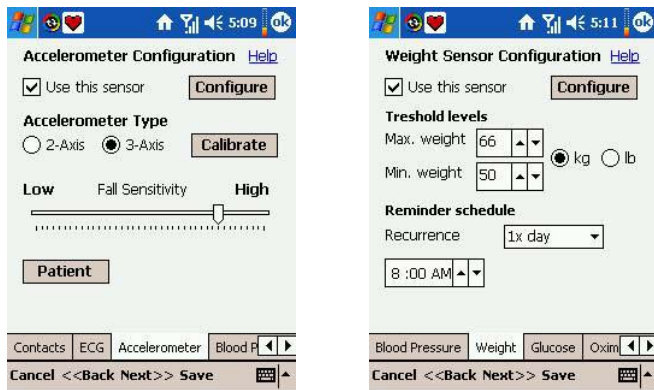 5:09 ok
Accelerometer Configuration Help
Use this sensor Configure
Accelerometer Type
2-Axis 3-Axis Calibrate
Low Fall Sensitivity High
Patient
Contacts ECG Accelerometer Blood P
Cancel <<Back Next>> Save
5:11 ok
Weight Sensor Configuration Help
Use this sensor Configure
Treshold levels
Max. weight 66
kg lb
Min. weight 50
Reminder schedule
Recurrence 1x day
8 :00 AM
Blood Pressure Weight Glucose Oxim
Cancel <<Back Next>> Save